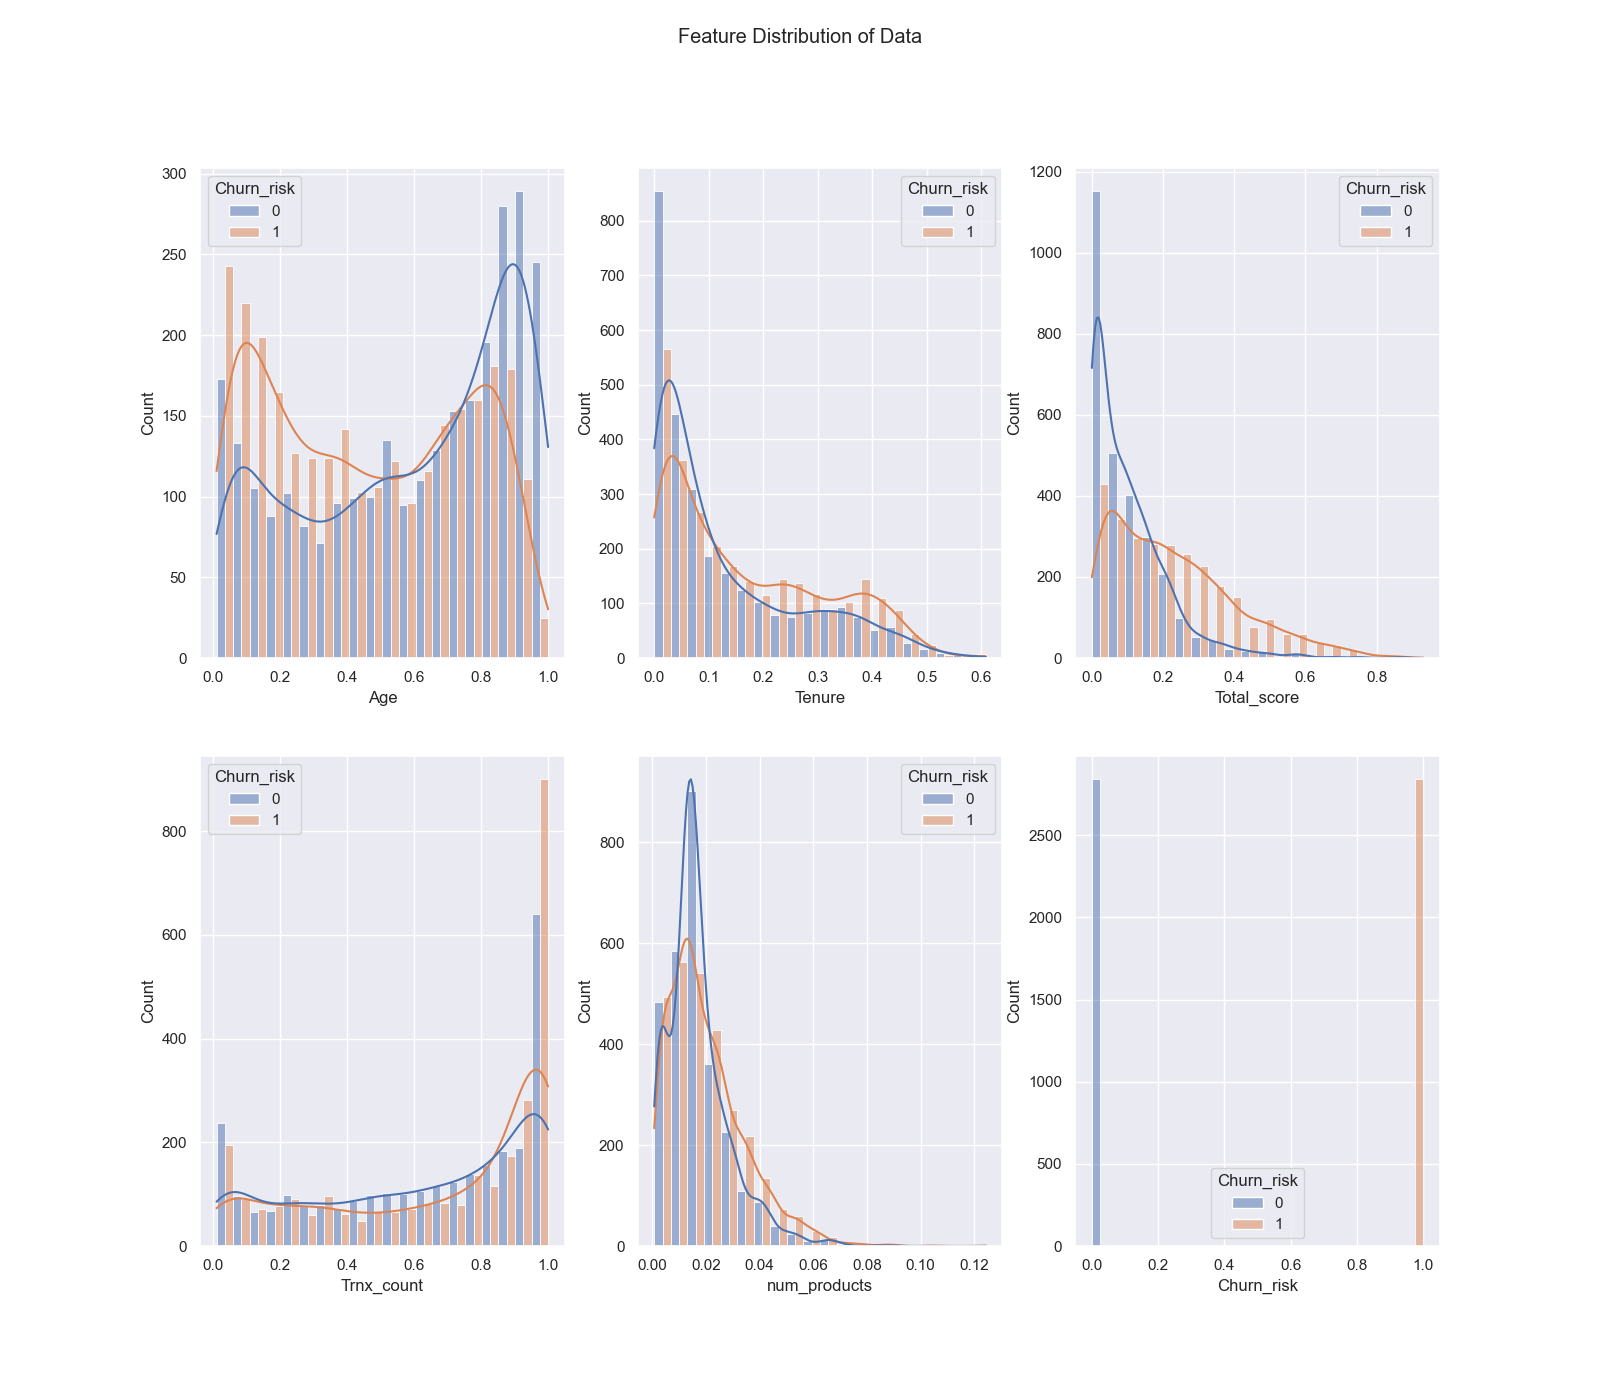 Feature Distribution of Data
300
250
200
150
100
50
0
Count
Churn_risk
0
1
0.0 0.2 0.4 0.6 0.8 1.0
Age
800
700
600
500
400
300
200
100
0
Count
Churn_risk
0
1
0.0 0.1 0.2 0.3 0.4 0.5 0.6
Tenure
1200
1000
800
600
400
200
0
Count
Churn_risk
0
1
0.0 0.2 0.4 0.6 0.8
Total_score
800
600
400
200
0
Count
Churn_risk
0
1
0.0 0.2 0.4 0.6 0.8 1.0
Trnx_count
800
600
400
200
0
Count
Churn_risk
0
1
0.00 0.02 0.04 0.06 0.08 0.10 0.12
num_products
2500
2000
1500
1000
500
0
Count
Churn_risk
0
1
0.0 0.2 0.4 0.6 0.8 1.0
Churn_risk